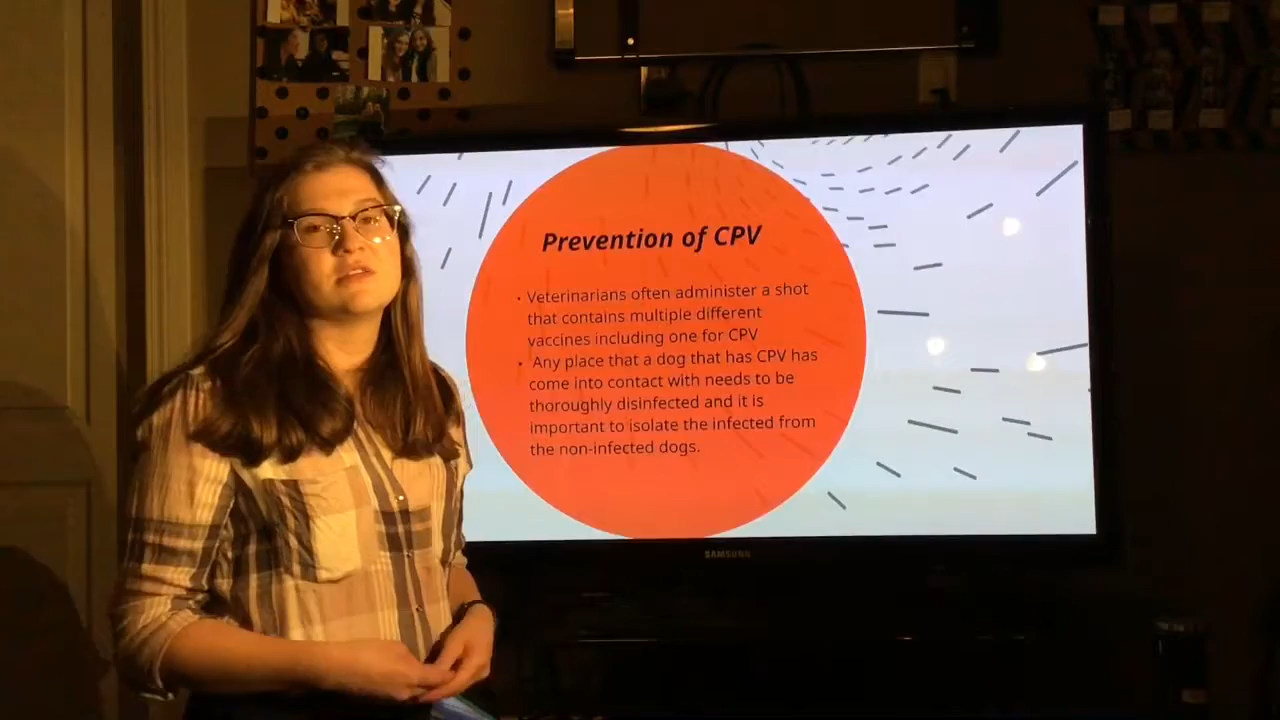 Prevention of CPV
• Veterinarians often administer a shot
that contains multiple different
vaccines including one for CPV
• Any place that a dog that has CPV has
come into contact with needs to be
thoroughly disinfected and it is
important to isolate the infected from
the non-infected dogs.
SAMSUNG